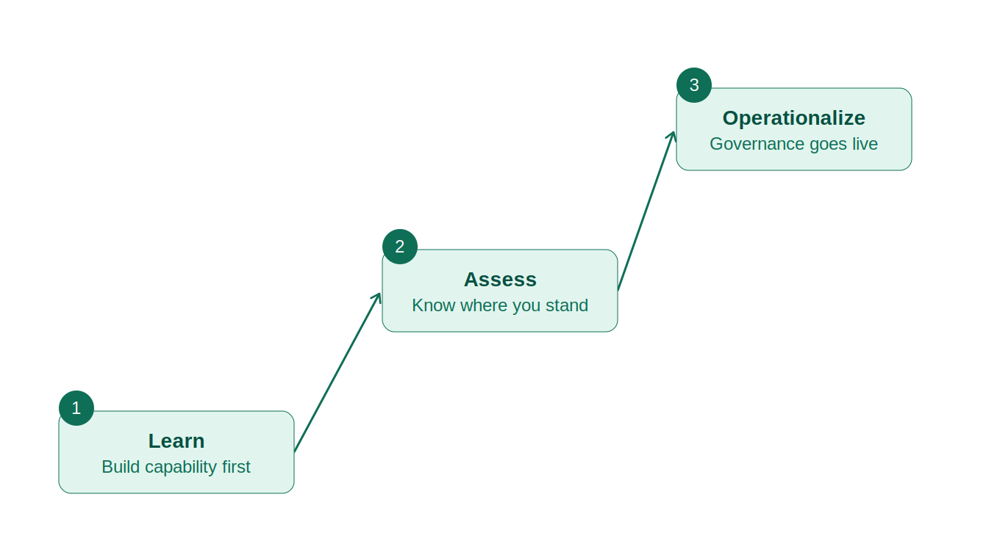 1
Learn
Build capability first
2
Assess
Know where you stand
3
Operationalize
Governance goes live